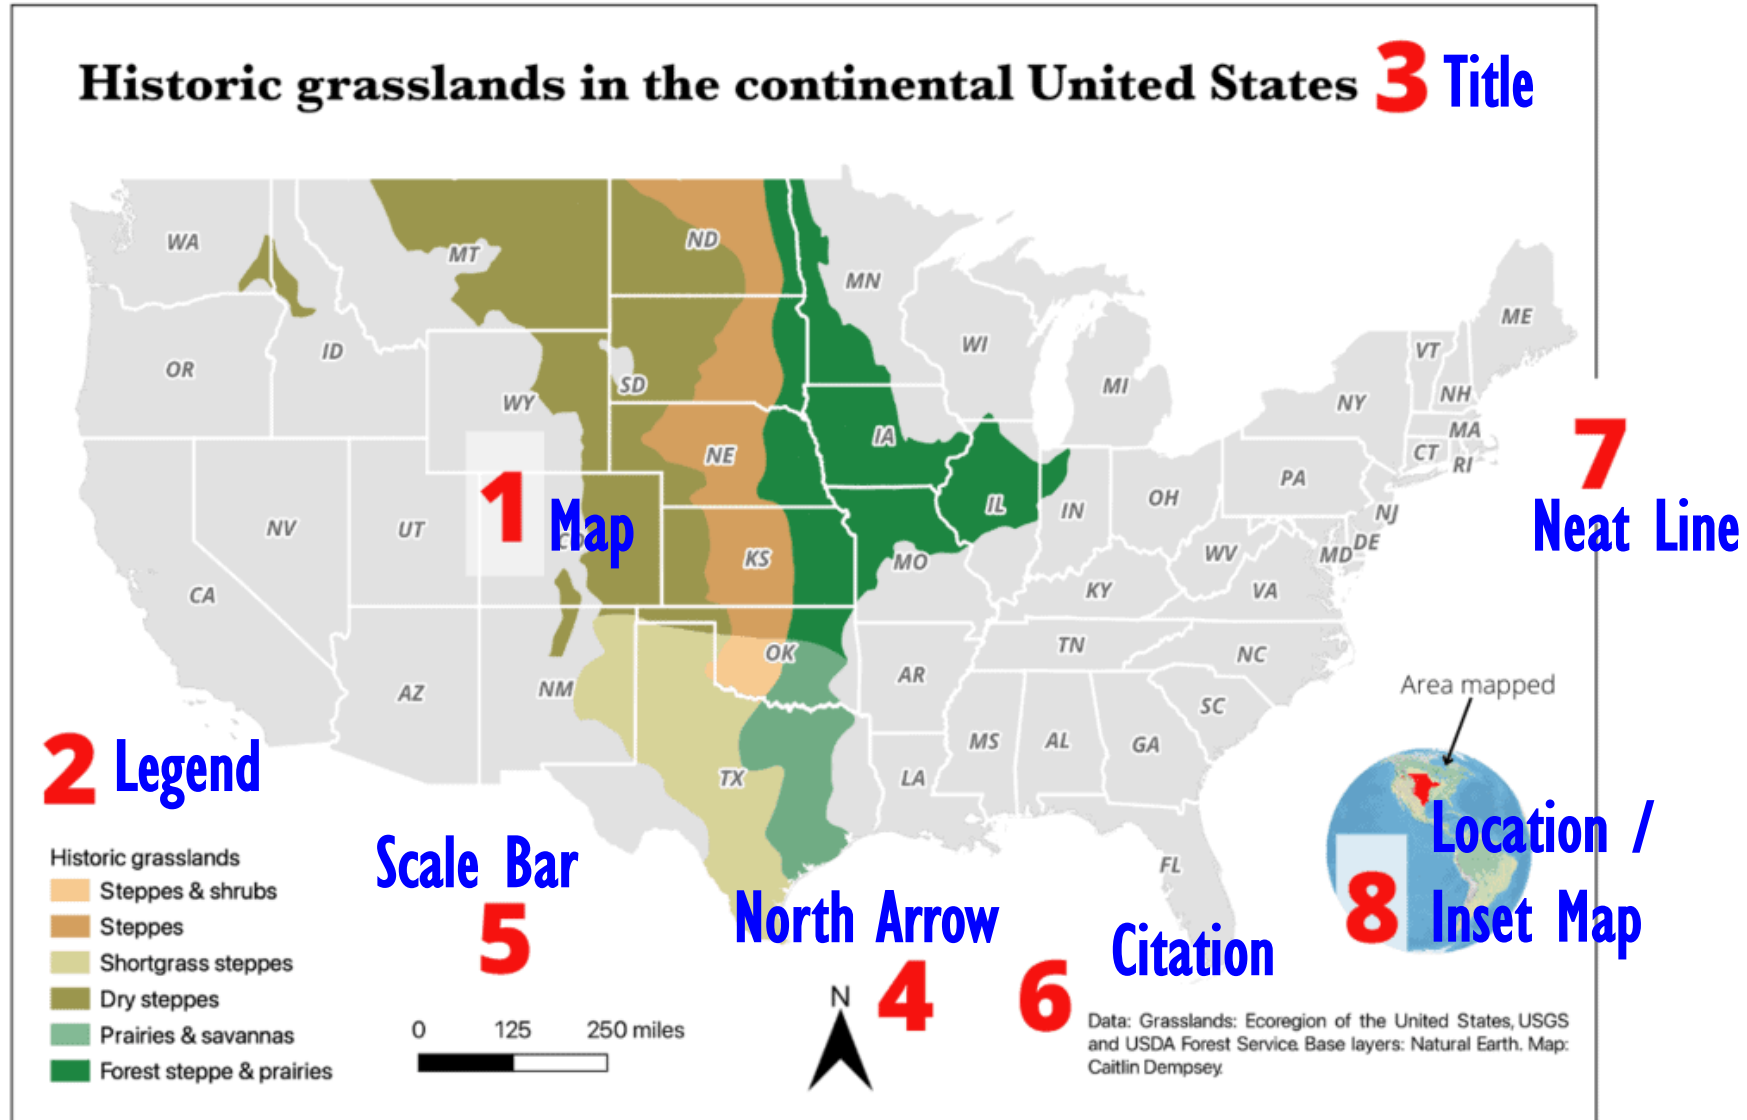 Historic grasslands in the continental United States 3 Title
WA
MT
ND
MN
ME
OR
ID
WY
SD
WI
MI
NY
VT
NH
MA
CT
RI
NV
UT
1 Map
CO
NE
IA
IL
IN
OH
PA
NJ
7
Neat Line
CA
KS
MO
WV
MD
DE
KY
VA
AZ
NM
OK
AR
TN
NC
SC
TX
LA
MS
AL
GA
FL
Area mapped
2 Legend
Historic grasslands
Steppes & shrubs
Steppes
Shortgrass steppes
Dry steppes
Prairies & savannas
Forest steppe & prairies
Scale Bar
5
0 125 250 miles
North Arrow
4
N
Location /
8 Inset Map
Citation
6
Data: Grasslands: Ecoregion of the United States, USGS
and USDA Forest Service. Base layers: Natural Earth. Map:
Caitlin Dempsey.